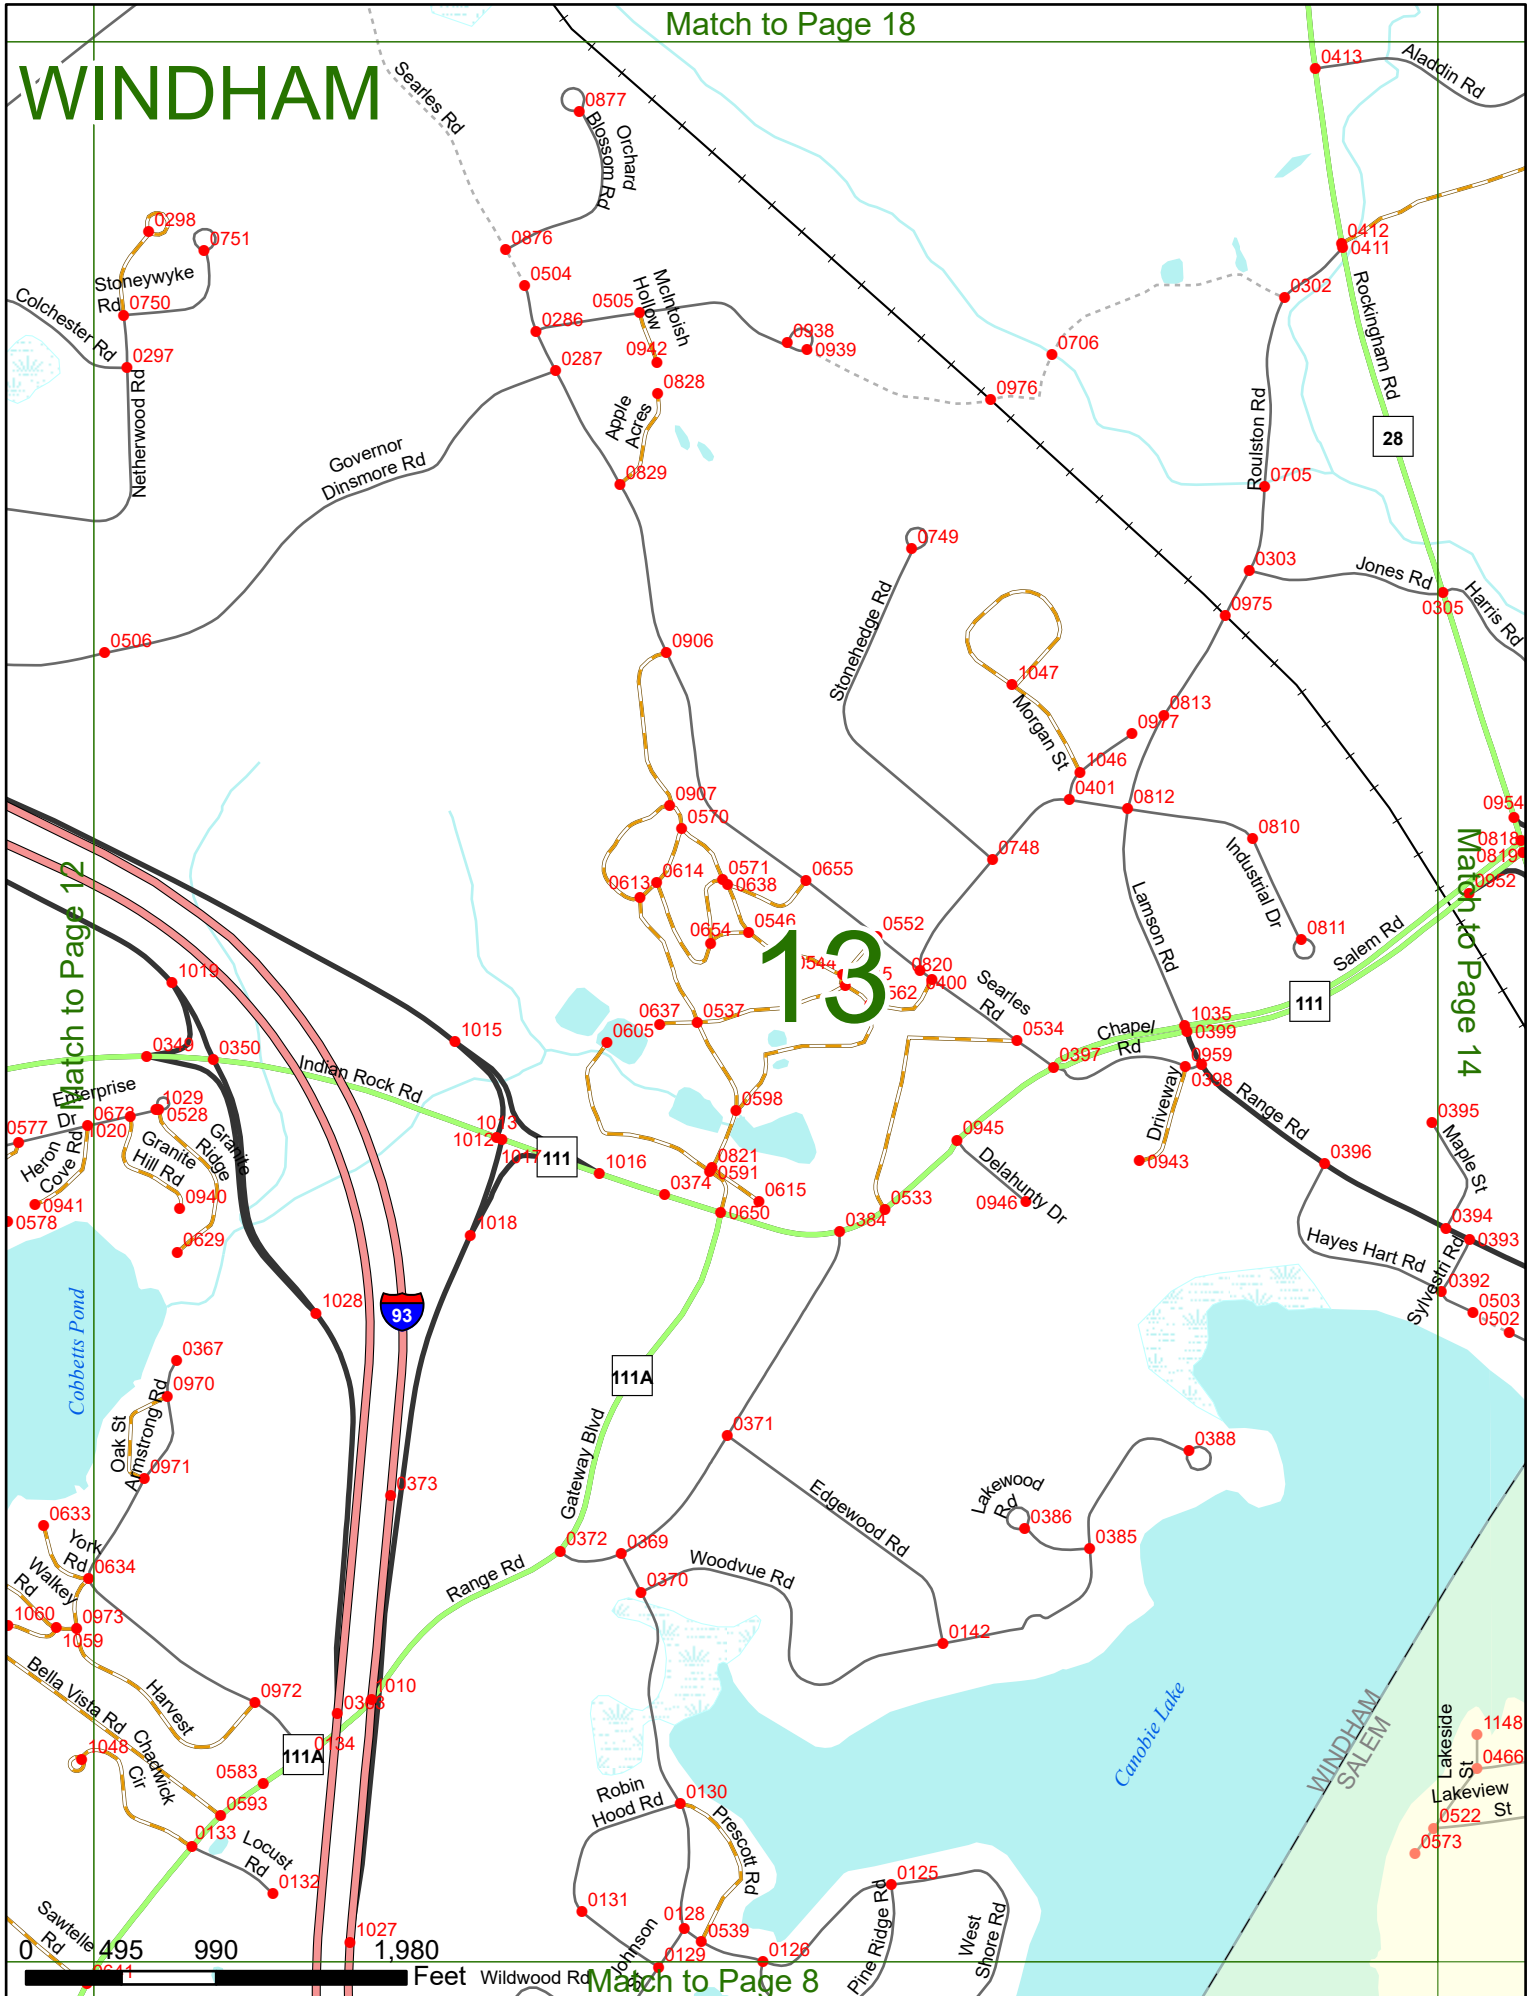 Match to Page 18
WINDHAM
0413
Aladdin Rd
Searles Rd
0877
Orchard
Blossom Rd
0298
0751
0876
0412
0411
Stoneywyke
Rd
0750
0504
0302
Colchester Rd
0505
McIntoish
Hollow
0286
Rockingham Rd
0938
0939
0706
0297
0942
0287
0828
0976
Netherwood Rd
Apple
Acres
Roulston Rd
28
Governor
Dinsmore Rd
0829
0705
0749
0303
Jones Rd
0305
Harris Rd
0975
Stonehedge Rd
0506
0906
1047
Morgan St
0813
0977
1046
0401
0812
0907
0570
0954
0818
0819
0810
0748
Industrial Dr
0571
0638
0614
0613
0655
0952
Lamson Rd
Match to Page 12
Match to Page 14
0546
0654
0552
0811
Salem Rd
13
0820
0400
1019
Searles
Rd
111
0637
0537
0605
1015
0534
1035
0399
Chapel
Rd
0397
0349
0350
Indian Rock Rd
0959
0398
Enterprise
Dr
1029
0528
0673
1020
0577
Granite
Ridge
Granite
Hill Rd
Heron
Cove Rd
0598
Driveway
Range Rd
0395
Maple St
1013
1012
1017
111
0945
Delahunty Dr
0821
0591
1016
0943
0396
0941
0940
0578
0374
0615
0650
0946
0533
0384
1018
0629
0394
0393
Hayes Hart Rd
Sylvestri Rd
0392
0503
0502
1028
93
Cobbetts Pond
0367
0970
111A
Armstrong Rd
Oak St
0371
0388
Gateway Blvd
0971
0373
Edgewood Rd
Lakewood
Rd
0386
0633
0385
York
Rd
0634
0372
0369
Walkey
Rd
Range Rd
Woodvue Rd
0370
1060
0973
1059
0142
Bella Vista Rd
Harvest
0972
1010
0134
Canobie Lake
WINDHAM
SALEM
Lakeside
St
1148
0466
1048
Chadwick
Cir
111A
0583
0593
Robin
Hood Rd
0130
Prescott Rp
Lakeview
St
0522
0573
0133
Locust
Rd
0132
0125
0131
Pine Ridge Rd
West
Shore Rd
0128
0539
1027
Sawtelle
Rd
Johnson
St
0129
0126
0 495 990 1,980
Feet
0641
Wildwood Rd
Match to Page 8